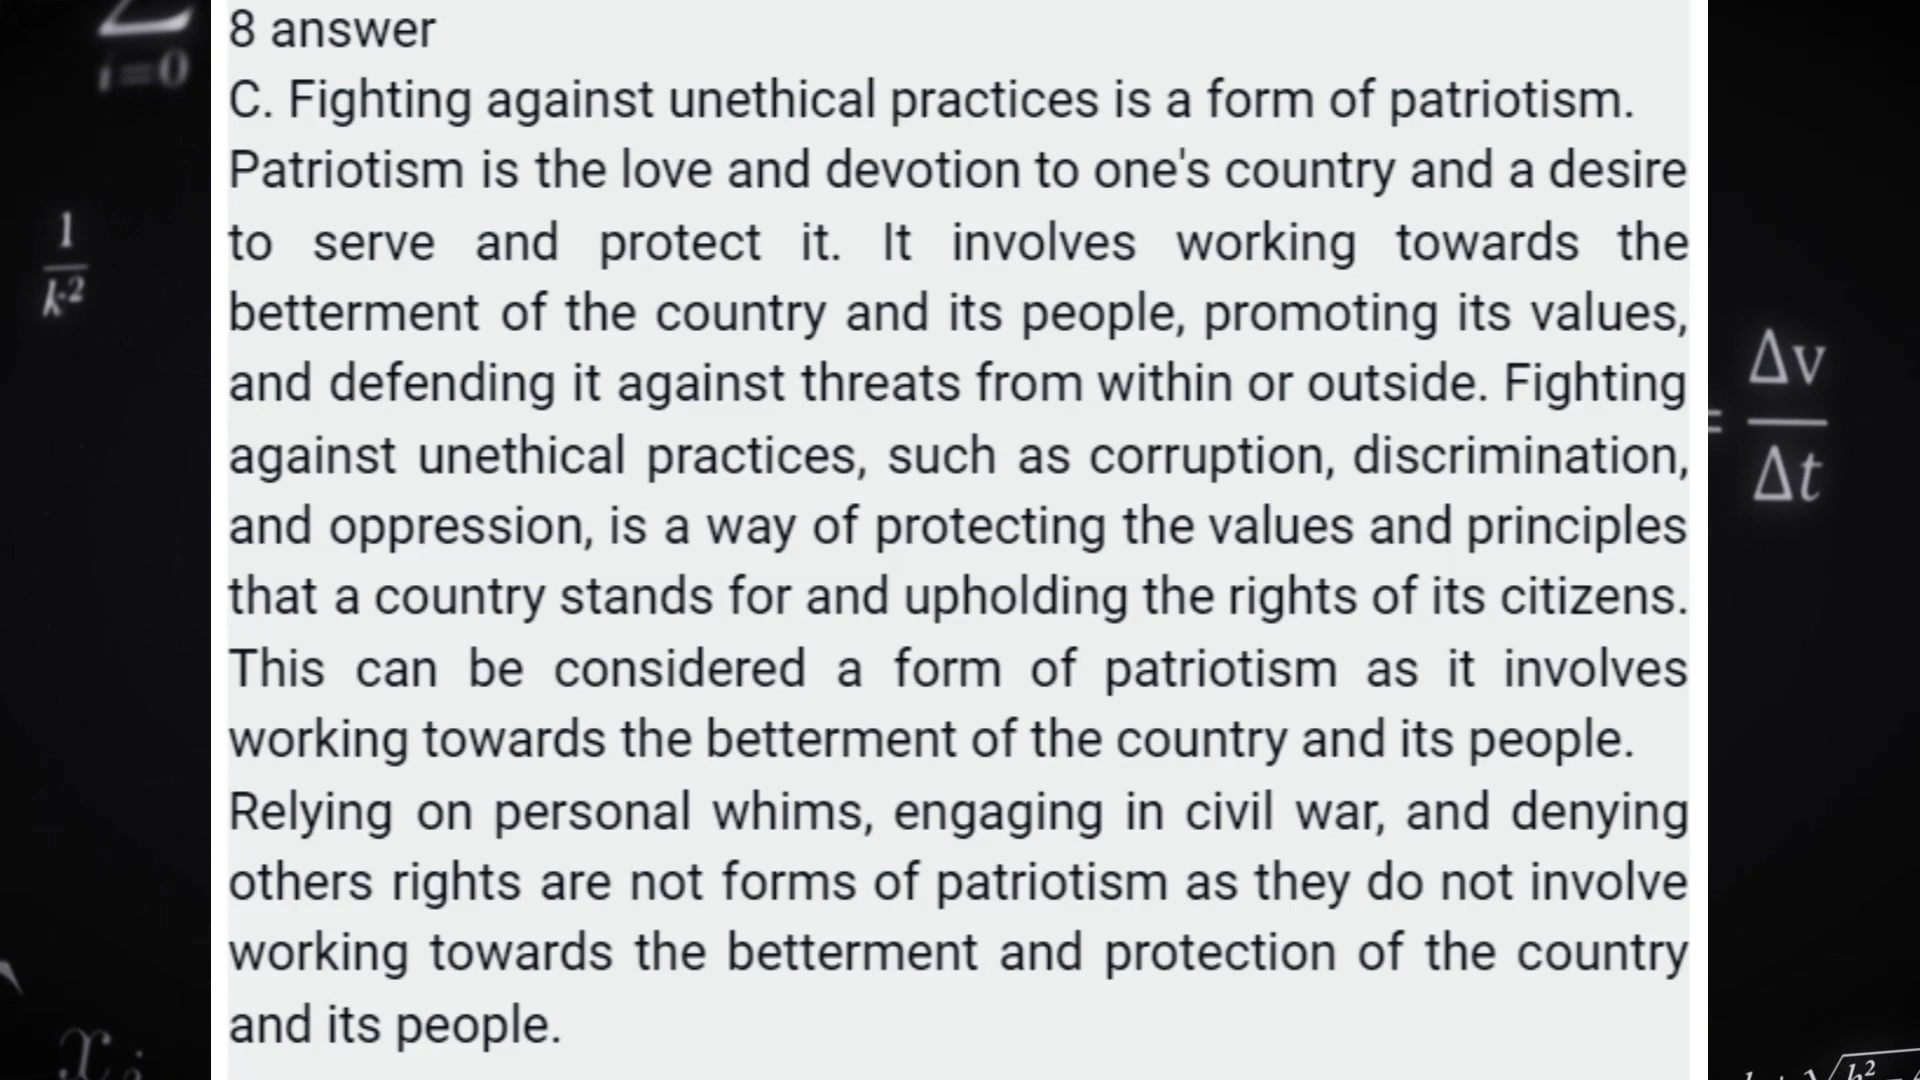 8 answer
C. Fighting against unethical practices is a form of patriotism.
Patriotism is the love and devotion to one's country and a desire
to serve and protect it. It involves working towards the
betterment of the country and its people, promoting its values,
and defending it against threats from within or outside. Fighting
against unethical practices, such as corruption, discrimination,
and oppression, is a way of protecting the values and principles
that a country stands for and upholding the rights of its citizens.
This can be considered a form of patriotism as it involves
working towards the betterment of the country and its people.
Relying on personal whims, engaging in civil war, and denying
others rights are not forms of patriotism as they do not involve
working towards the betterment and protection of the country
and its people.
i=0
1
k²
= Δv
Δt